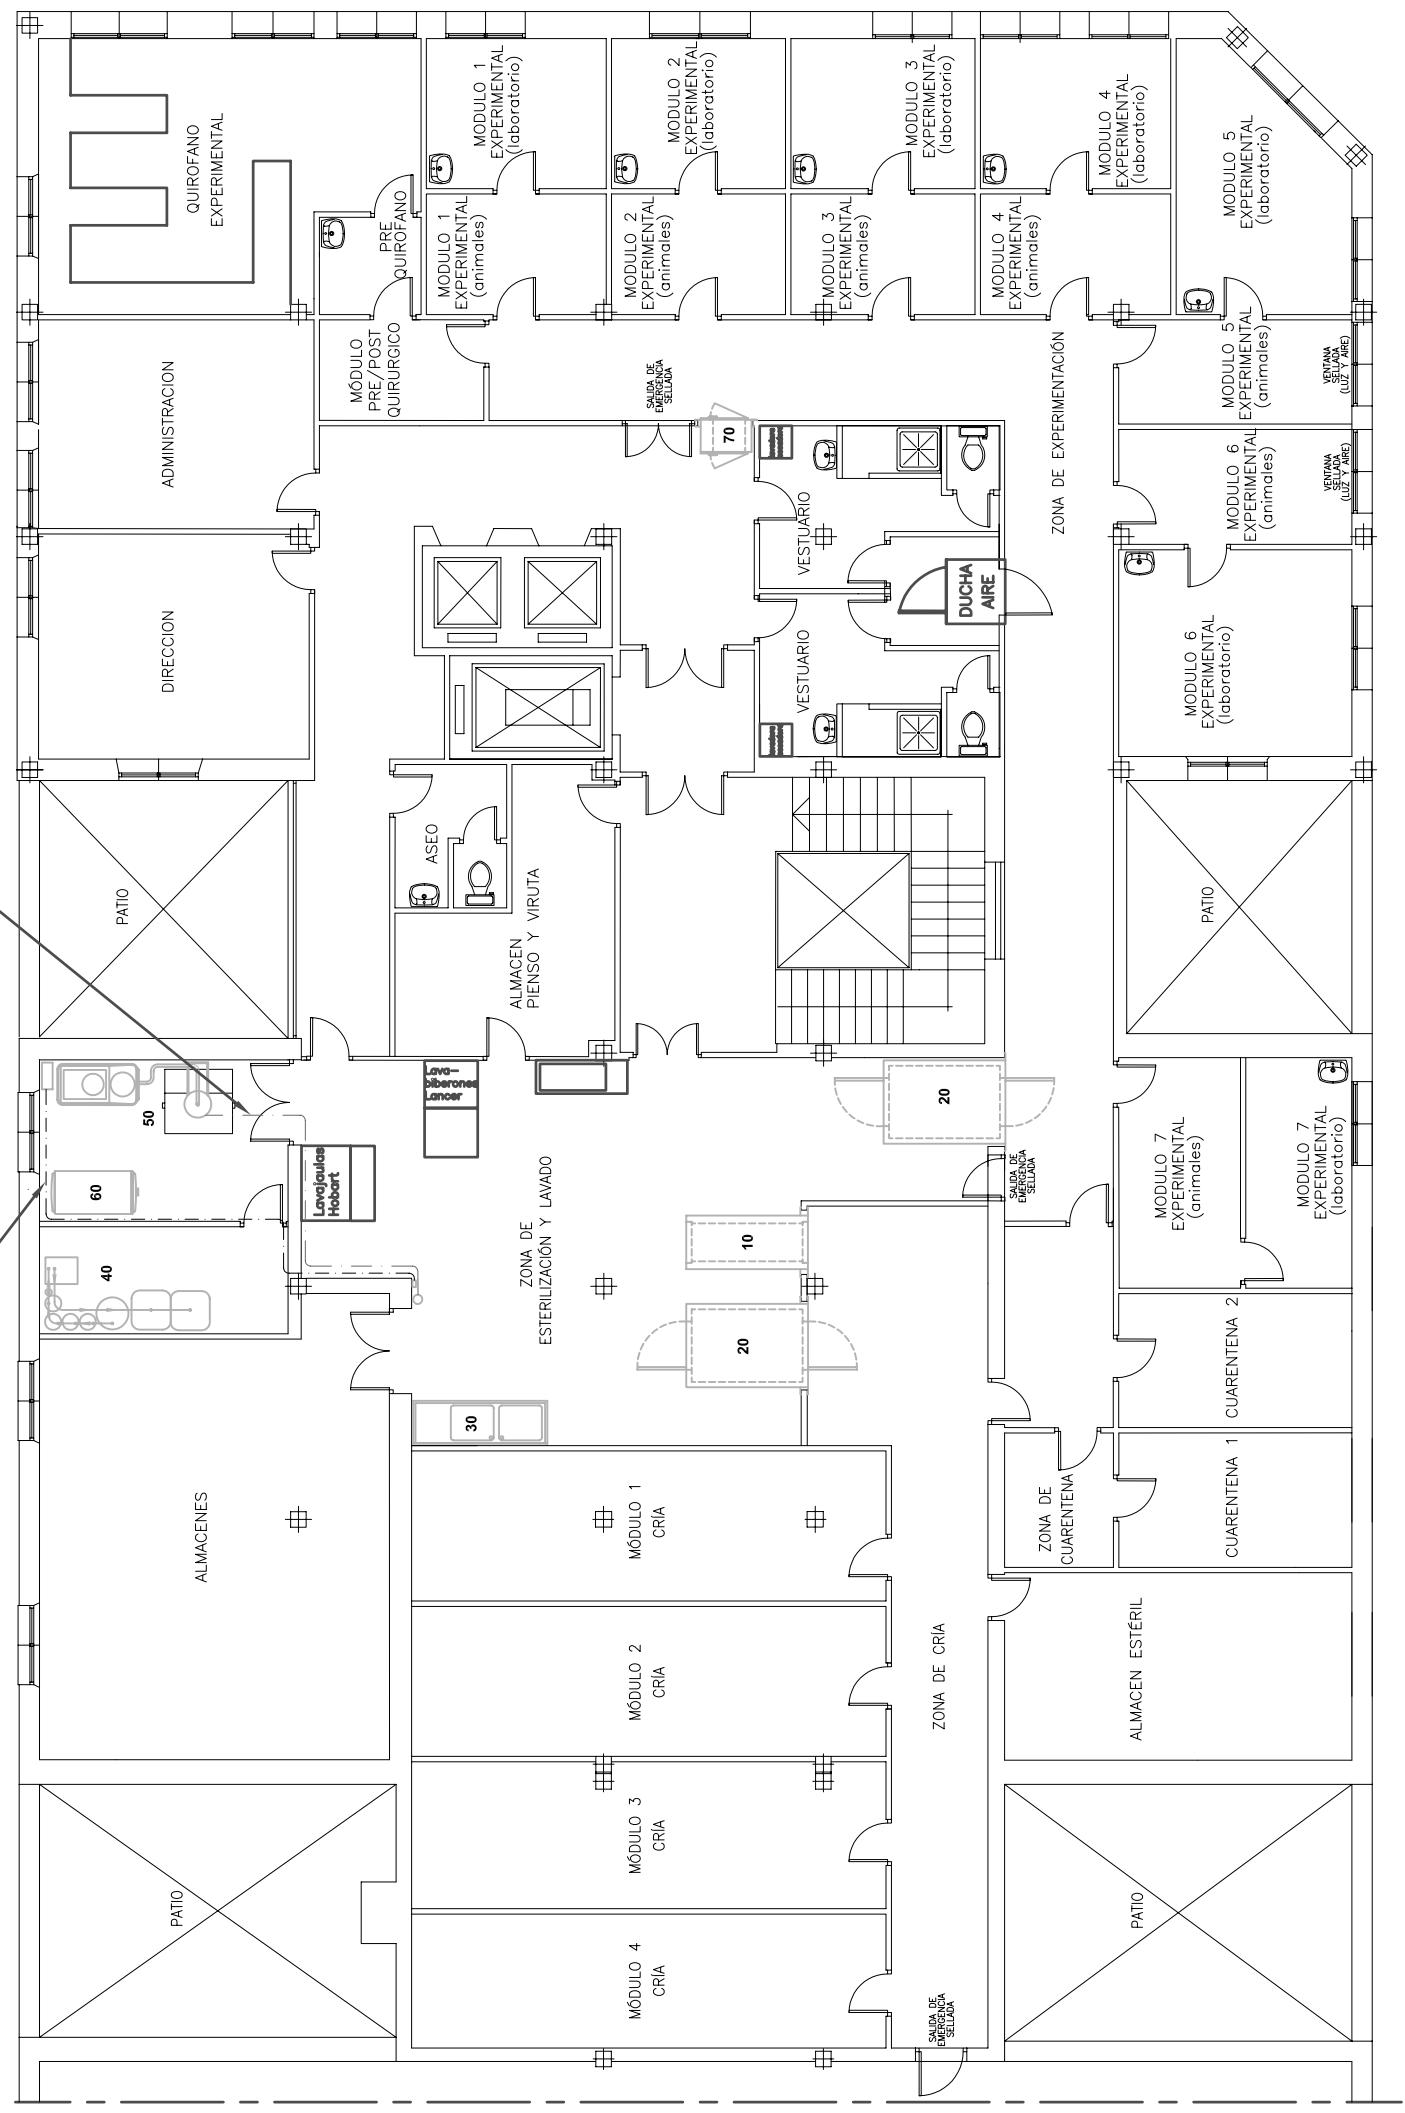 QUIROFANO
EXPERIMENTAL
MODULO 1
EXPERIMENTAL
(laboratorio)
MODULO 2
EXPERIMENTAL
(laboratorio)
MODULO 3
EXPERIMENTAL
(laboratorio)
MODULO 4
EXPERIMENTAL
(laboratorio)
MODULO 5
EXPERIMENTAL
(laboratorio)
PRE
QUIROFANO
MODULO 1
EXPERIMENTAL
(animales)
MODULO 2
EXPERIMENTAL
(animales)
MODULO 3
EXPERIMENTAL
(animales)
MODULO 4
EXPERIMENTAL
(animales)
ADMINISTRACION
MÓDULO
PRE/POST
QUIRURGICO
SALIDA DE
EMERGENCIA
SELLADA
70
ZONA DE EXPERIMENTACIÓN
MODULO 5
EXPERIMENTAL
(animales)
VENTANA
SELLADA
(LUZ Y AIRE)
MODULO 6
EXPERIMENTAL
(animales)
VENTANA
SELLADA
(LUZ Y AIRE)
DIRECCION
VESTUARIO
DUCHA
AIRE
VESTUARIO
MODULO 6
EXPERIMENTAL
(laboratorio)
PATIO
ASEO
ALMACEN
PIENSO Y VIRUTA
PATIO
50
60
40
Lavajaulas
Hobart
Lava-
biberones
Lancer
ZONA DE
ESTERILIZACIÓN Y LAVADO
20
SALIDA DE
EMERGENCIA
SELLADA
10
20
30
MODULO 7
EXPERIMENTAL
(animales)
MODULO 7
EXPERIMENTAL
(laboratorio)
ALMACENES
MÓDULO 1
CRÍA
ZONA DE
CUARENTENA
CUARENTENA 2
CUARENTENA 1
MÓDULO 2
CRÍA
ZONA DE CRÍA
ALMACEN ESTÉRIL
MÓDULO 3
CRÍA
PATIO
PATIO
MÓDULO 4
CRÍA
SALIDA DE
EMERGENCIA
SELLADA